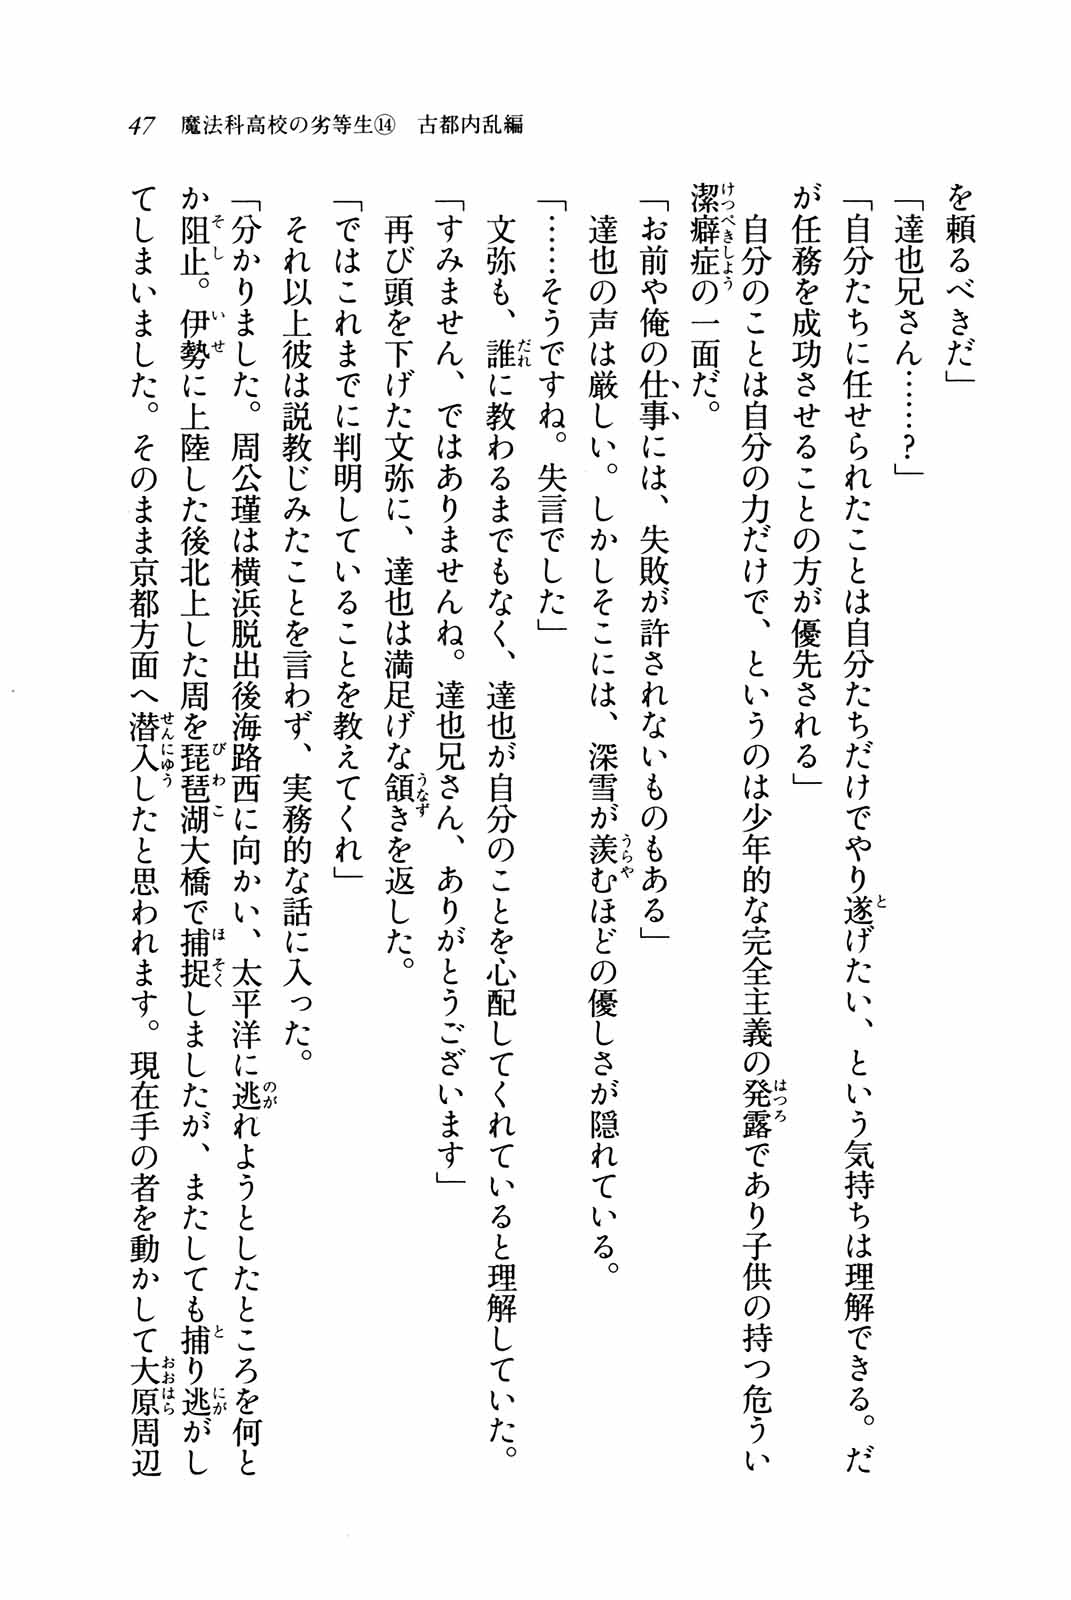 47 魔法科高校の劣等生⑭ 古都内乱編
を頼るべきだ」
「達也兄さん……？」
「自分たちに任せられたことは自分たちだけでやり遂げたい、という気持ちは理解できる。だ
が任務を成功させることの方が優先される」
　自分のことは自分の力だけで、というのは少年的な完全主義の発露であり子供の持つ危うい
潔癖症の一面だ。
「お前や俺の仕事には、失敗が許されないものもある」
　達也の声は厳しい。しかしそこには、深雪が羨むほどの優しさが隠れている。
「……そうですね。失言でした」
　文弥も、誰に教わるまでもなく、達也が自分のことを心配してくれていると理解していた。
「すみません、ではありませんね。達也兄さん、ありがとうございます」
　再び頭を下げた文弥に、達也は満足げな頷きを返した。
「ではこれまでに判明していることを教えてくれ」
　それ以上彼は説教じみたことを言わず、実務的な話に入った。
「分かりました。周公瑾は横浜脱出後海路西に向かい、太平洋に逃れようとしたところを何と
か阻止。伊勢に上陸した後北上した周を琵琶湖大橋で捕捉しましたが、またしても捕り逃がし
てしまいました。そのまま京都方面へ潜入したと思われます。現在手の者を動かして大原周辺